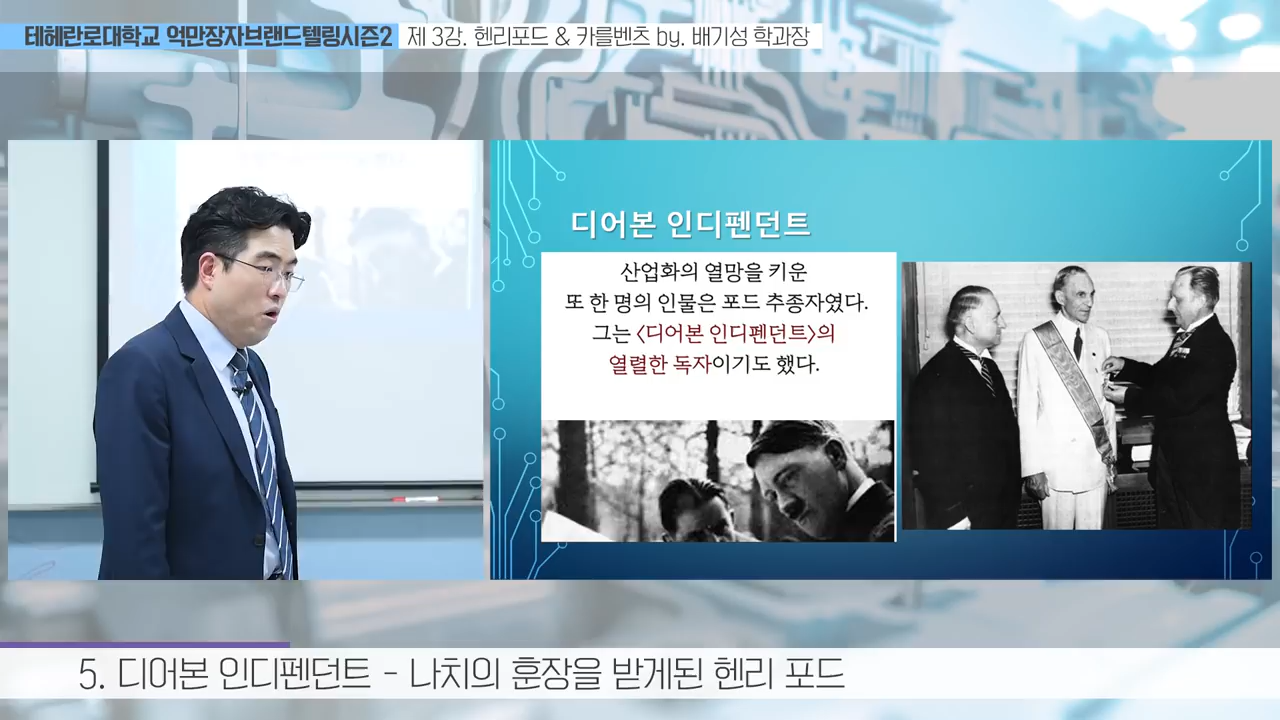 테헤란로대학교 억만장자브랜드텔링시즌2 제 3강. 헨리포드 & 카를벤츠 by. 배기성 학과장
디어본 인디펜던트
산업화의 열망을 키운
또 한 명의 인물은 포드 추종자였다.
그는 <디어본 인디펜던트>의
열렬한 독자이기도 했다.
5. 디어본 인디펜던트 - 나치의 훈장을 받게된 헨리 포드